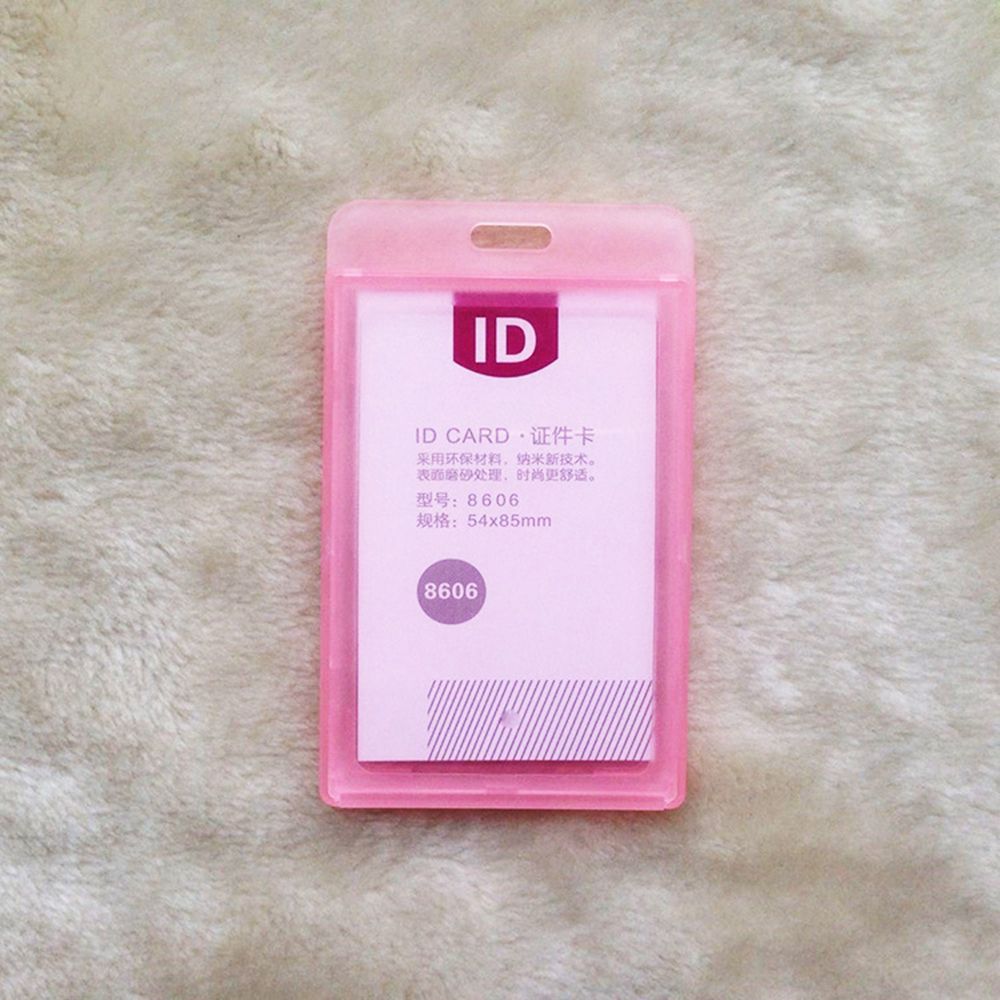 ID
ID CARD·证件卡
采用环保材料，纳米新技术。
表面磨砂处理，时尚更舒适。
型号：8606
规格：54x85mm
8606